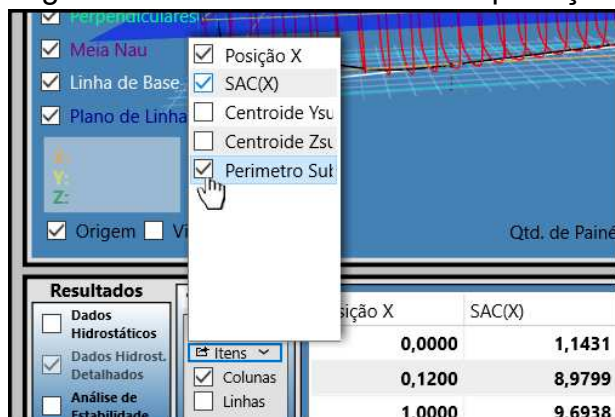 Perpendiculares
Meia Nau
Linha de Base
Plano de Linha
Posição X
SAC(X)
Centroide Ysu
Centroide Zsu
Perimetro Sub
X:
Y:
Z:
Origem
Qtd. de Painé
Resultados
Dados
Hidrostáticos
Dados Hidrost.
Detalhados
Análise de
Estabilidade
Itens
Colunas
Linhas
sição X SAC(X)
0,0000 1,1431
0,1200 8,9799
1,0000 9,6938